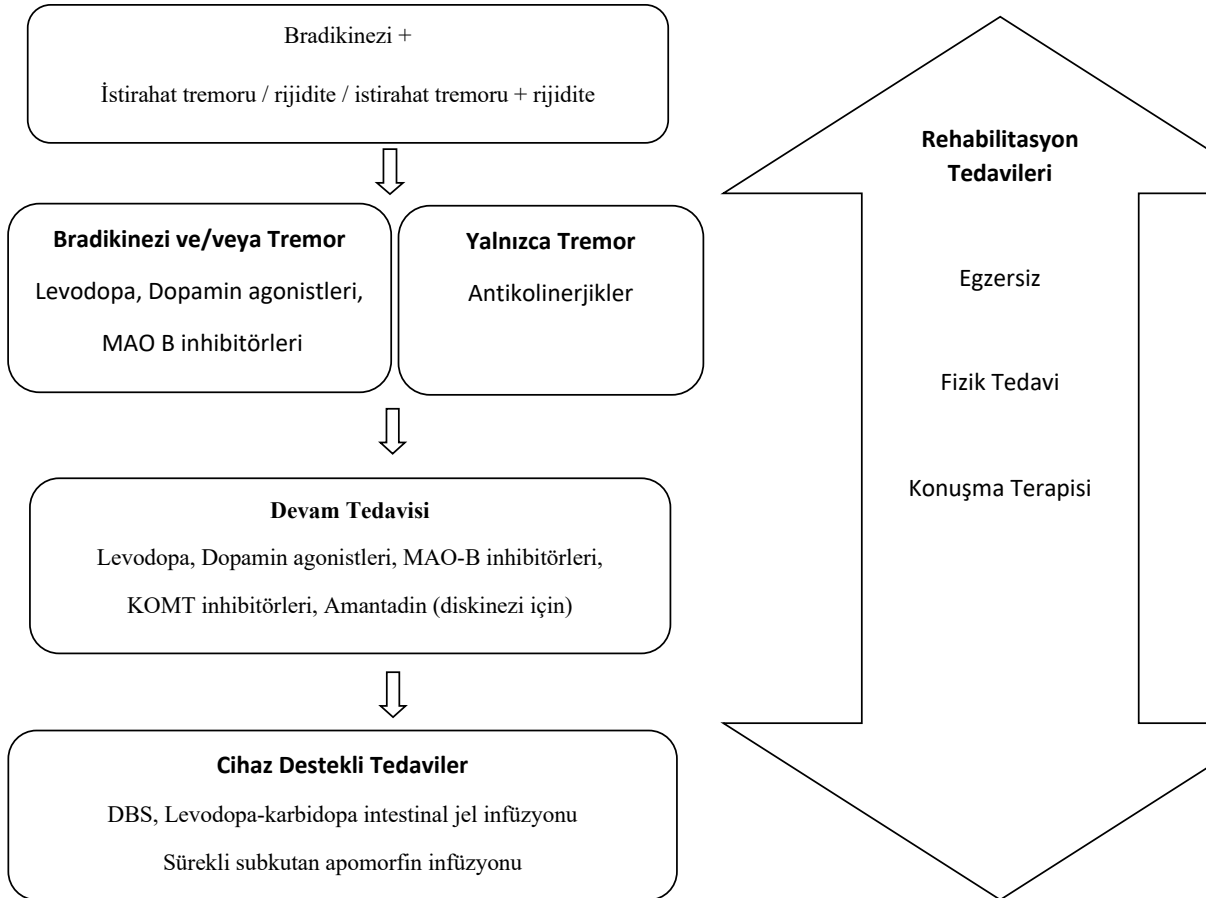 Bradikinezi +
İstirahat tremoru / rijidite / istirahat tremoru + rijidite
Bradikinezi ve/veya Tremor
Levodopa, Dopamin agonistleri,
MAO B inhibitörleri
Yalnızca Tremor
Antikolinerjikler
Devam Tedavisi
Levodopa, Dopamin agonistleri, MAO-B inhibitörleri,
KOMT inhibitörleri, Amantadin (diskinezi için)
Cihaz Destekli Tedaviler
DBS, Levodopa-karbidopa intestinal jel infüzyonu
Sürekli subkutan apomorfin infüzyonu
Rehabilitasyon
Tedavileri
Egzersiz
Fizik Tedavi
Konuşma Terapisi